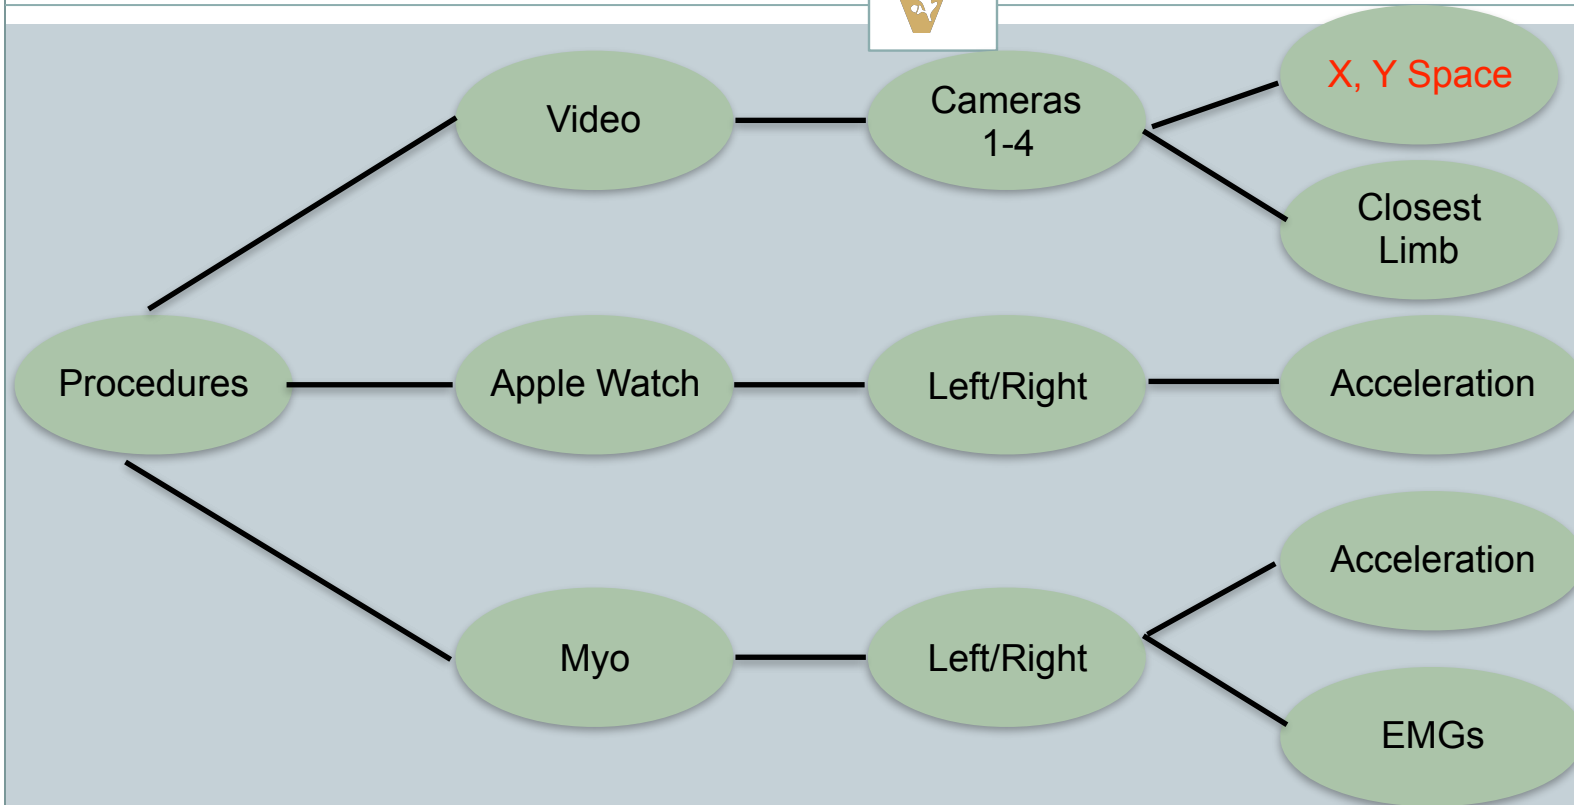 Video
Cameras
1-4
X, Y Space
Closest
Limb
Procedures
Apple Watch
Left/Right
Acceleration
Myo
Left/Right
Acceleration
EMGs